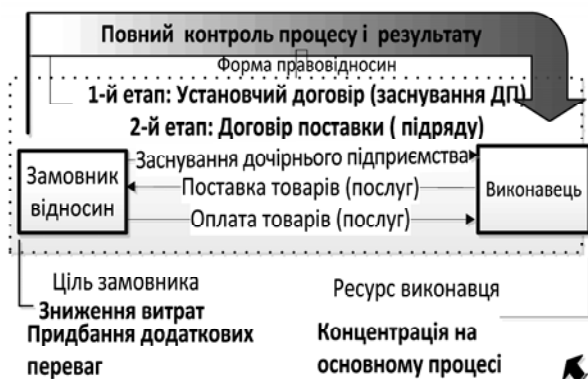 Повний контроль процесу і результату
Форма правовідносин
1-й етап: Установчий договір (заснування ДП)
2-й етап: Договір поставки ( підряду)
Замовник відносин
Заснування дочірнього підприємства
Поставка товарів (послуг)
Оплата товарів (послуг)
Виконавець
Ціль замовника
Зниження витрат
Придбання додаткових
переваг
Ресурс виконавця
Концентрація на
основному процесі